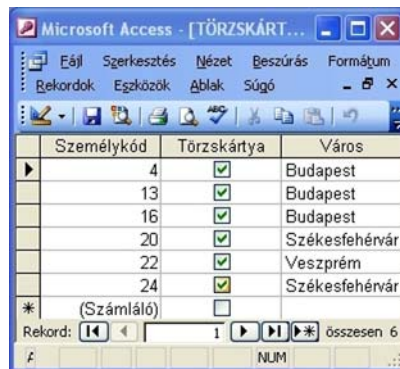 Microsoft Access - [TÖRZSKÁRT...
Fájl Szerkesztés Nézet Beszúrás Formátum
Rekordok Eszközök Ablak Súgó
Személykód Törzskártya Város
4 Budapest
13 Budapest
16 Budapest
20 Székesfehérvár
22 Veszprém
24 Székesfehérvár
(Számláló)
Rekord: 1 összesen 6
NUM